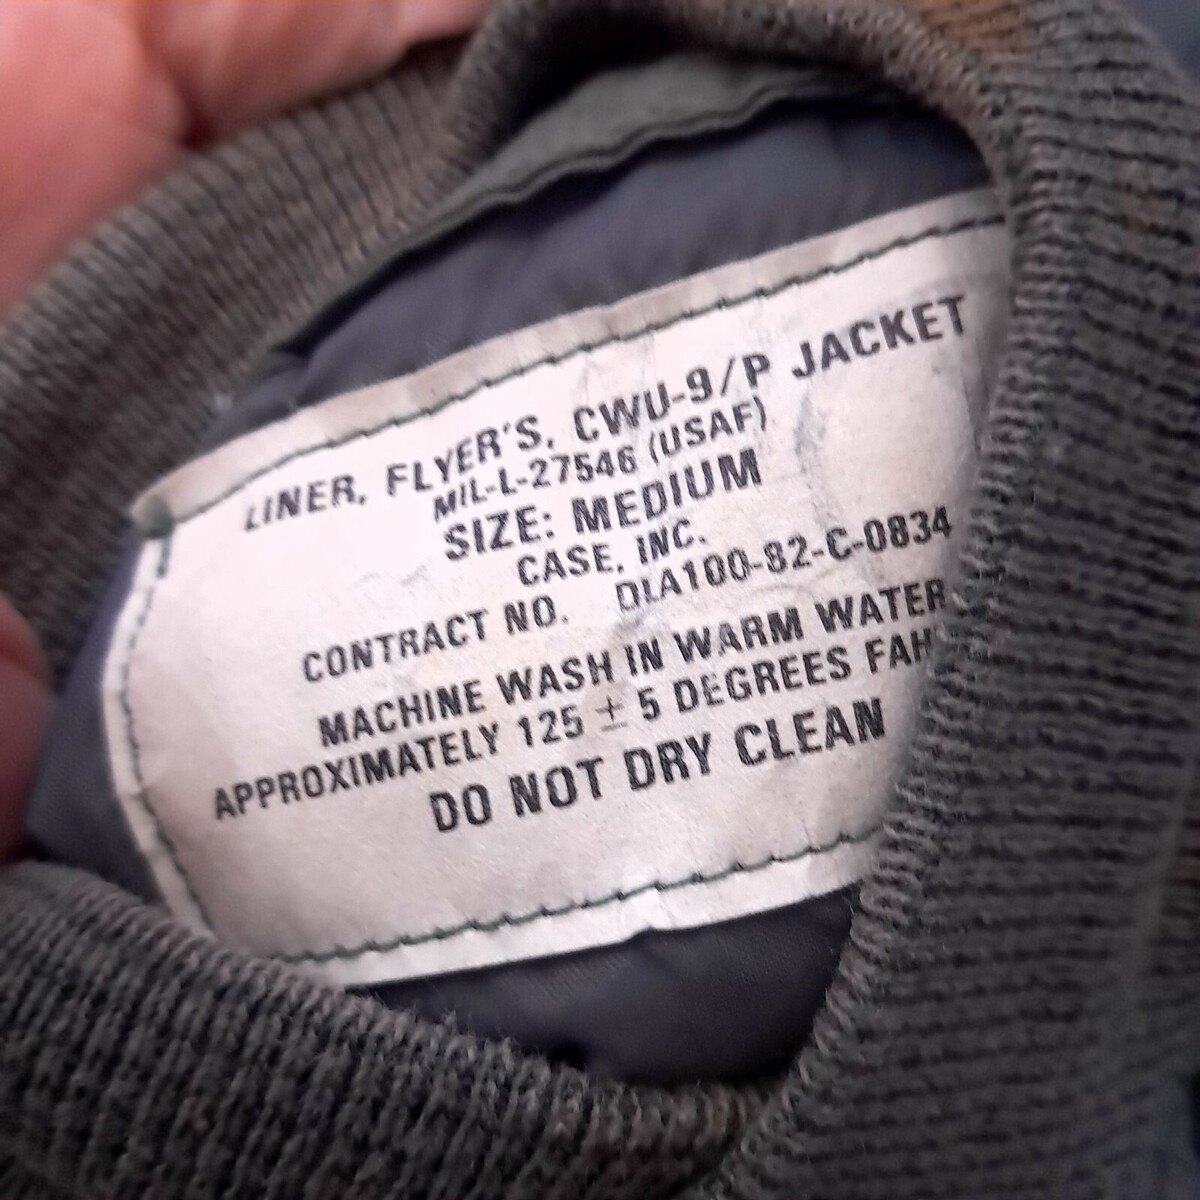 LINER, FLYER'S, CWU-9/P JACKET
MIL-L-27546 (USAF)
SIZE: MEDIUM
CASE, INC.
CONTRACT NO. DLA100-82-C-0834
MACHINE WASH IN WARM WATER
APPROXIMATELY 125 ± 5 DEGREES FAH
DO NOT DRY CLEAN